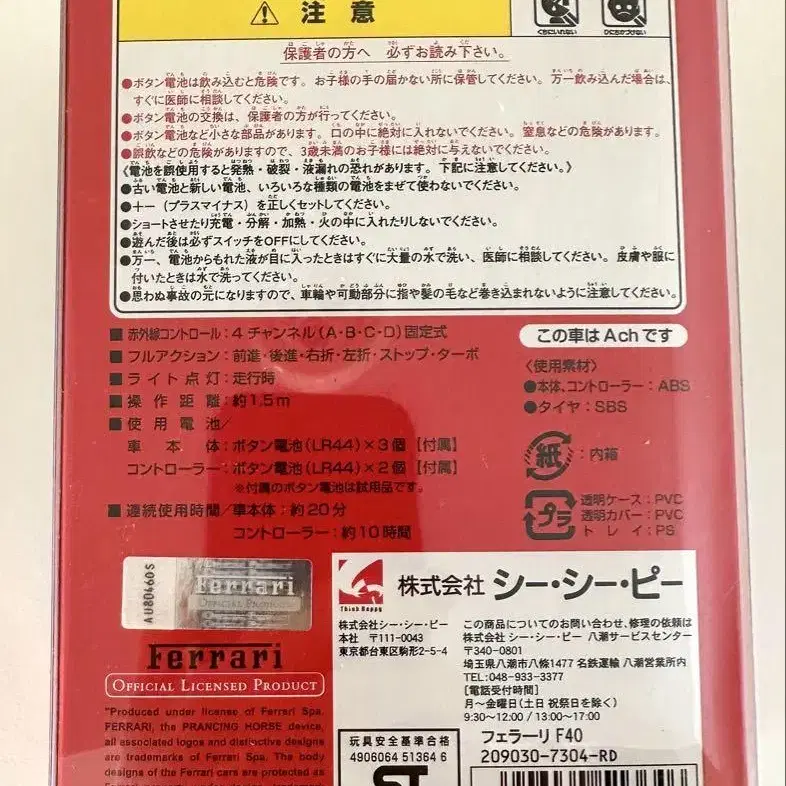 注意
くちにいれない
ひにちかづけない
保護者の方へ 必ずお読み下さい。
●ボタン電池は飲み込むと危険です。お子様の手の届かない所に保管してください。万一飲み込んだ場合は、
すぐに医師に相談してください。
●ボタン電池の交換は、保護者の方が行ってください。
●ボタン電池など小さな部品があります。口の中に絶対に入れないでください。窒息などの危険があります。
●誤飲などの危険がありますので、3歳未満のお子様には絶対に与えないでください。
《電池を誤使用すると発熱・破裂・液漏れの恐れがあります。下記に注意してください。》
●古い電池と新しい電池、いろいろな種類の電池をまぜて使わないでください。
●+-(プラスマイナス)を正しくセットしてください。
●ショートさせたり充電・分解・加熱・火の中に入れたりしないでください。
●遊んだ後は必ずスイッチをOFFにしてください。
●万一、電池からもれた液が目に入ったときはすぐに大量の水で洗い、医師に相談してください。皮膚や服に
付いたときは水で洗ってください。
●思わぬ事故の元になりますので、車輪や可動部分に指や髪の毛など巻き込まれないように注意してください。
■赤外線コントロール:4チャンネル(A・B・C・D)固定式
■フルアクション:前進・後進・右折・左折・ストップ・ターボ
■ライト点灯:走行時
■操作距離:約1.5m
■使用電池/
車本体:ボタン電池(LR44)×3個【付属】
コントローラー:ボタン電池(LR44)×2個【付属】
※付属のボタン電池は試用品です。
■連続使用時間/車本体:約20分
コントローラー:約10時間
この車はAchです
〈使用素材〉
●本体、コントローラー:ABS
●タイヤ:SBS
紙:内箱
プラ
透明ケース:PVC
透明カバー:PVC
トレイ:PS
AU80460S
Ferrari
Official Product
Ferrari
OFFICIAL LICENSED PRODUCT
"Produced under license of Ferrari Spa.
FERRARI, the PRANCING HORSE device,
all associated logos and distinctive designs
are trademarks of Ferrari Spa. The body
designs of the Ferrari cars are protected as
Think Happy
株式会社 シー・シー・ピー
株式会社 シー・シー・ピー
本社 〒111-0043
東京都台東区駒形2-5-4
この商品についてのお問い合わせ、修理の依頼は
株式会社 シー・シー・ピー 八潮サービスセンター
〒340-0801
埼玉県八潮市八條1477 名鉄運輸 八潮営業所内
TEL:048-933-3377
[電話受付時間]
月~金曜日(土日祝祭日を除く)
9:30~12:00 / 13:00~17:00
玩具安全基準合格
4906064 51364 6
ST
フェラーリ F40
209030-7304-RD